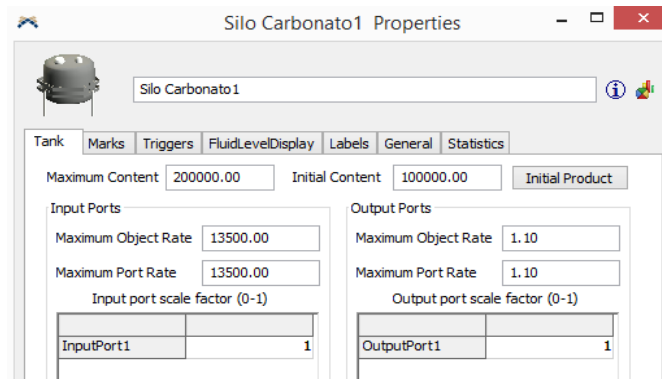 Silo Carbonato1 Properties
Silo Carbonato1
Tank Marks Triggers FluidLevelDisplay Labels General Statistics
Maximum Content 200000.00 Initial Content 100000.00 Initial Product
Input Ports Output Ports
Maximum Object Rate 13500.00 Maximum Object Rate 1.10
Maximum Port Rate 13500.00 Maximum Port Rate 1.10
Input port scale factor (0-1) Output port scale factor (0-1)
InputPort1 1 OutputPort1 1